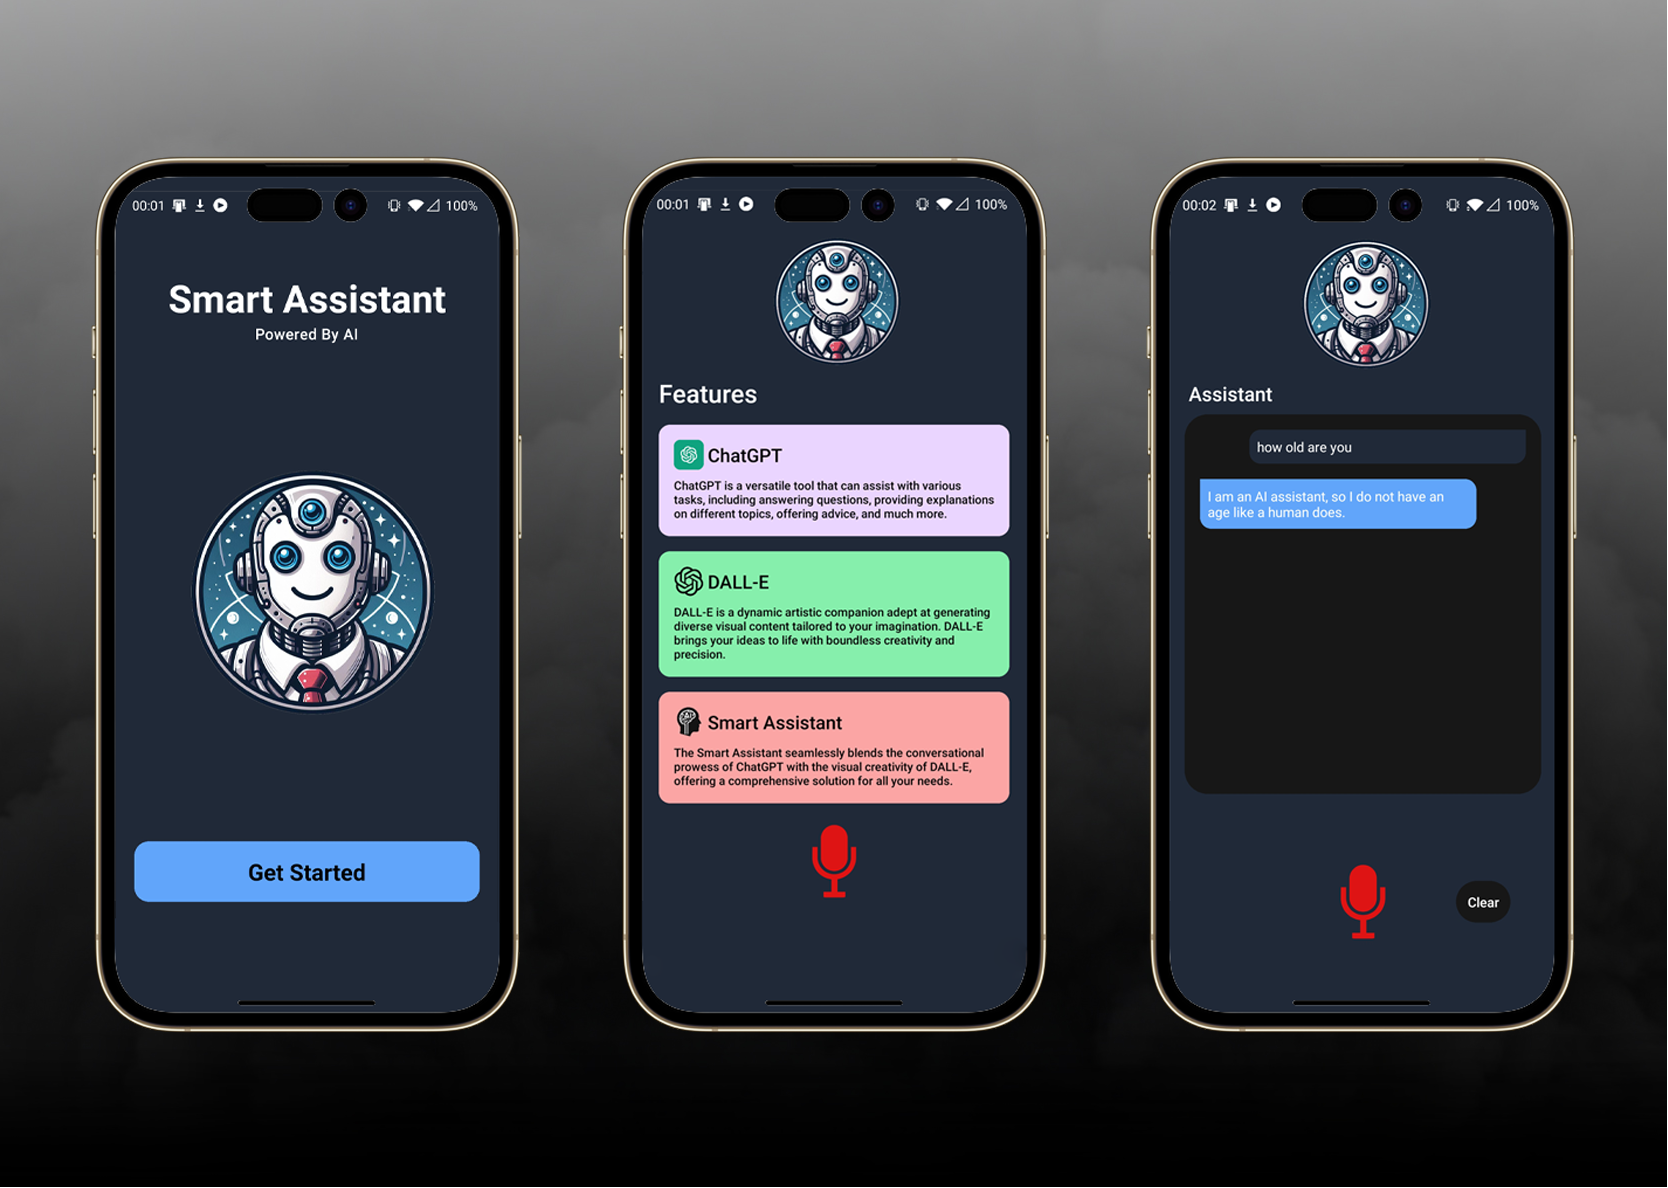 00:01
100%
Smart Assistant
Powered By AI
Get Started
00:01
100%
Features
ChatGPT
ChatGPT is a versatile tool that can assist with various
tasks, including answering questions, providing explanations
on different topics, offering advice, and much more.
DALL-E
DALL-E is a dynamic artistic companion adept at generating
diverse visual content tailored to your imagination. DALL-E
brings your ideas to life with boundless creativity and
precision.
AI
Smart Assistant
The Smart Assistant seamlessly blends the conversational
prowess of ChatGPT with the visual creativity of DALL-E,
offering a comprehensive solution for all your needs.
00:02
100%
Assistant
how old are you
I am an AI assistant, so I do not have an
age like a human does.
Clear